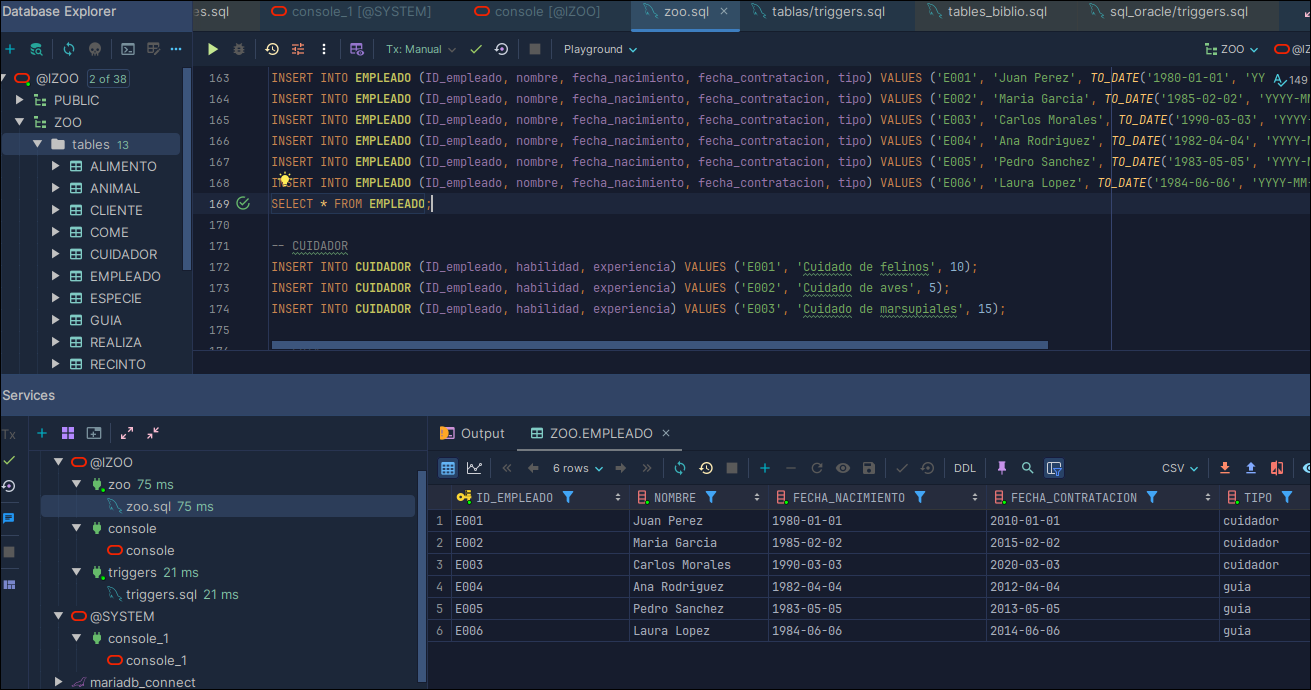 Database Explorer
es.sql
console_1 [@SYSTEM]
console [@IZOO]
zoo.sql
tablas/triggers.sql
tables_biblio.sql
sql_oracle/triggers.sql
Tx: Manual
Playground
ZOO
@IZ
@IZOO 2 of 38
PUBLIC
ZOO
tables 13
ALIMENTO
ANIMAL
CLIENTE
COME
CUIDADOR
EMPLEADO
ESPECIE
GUIA
REALIZA
RECINTO
163 INSERT INTO EMPLEADO (ID_empleado, nombre, fecha_nacimiento, fecha_contratacion, tipo) VALUES ('E001', 'Juan Perez', TO_DATE('1980-01-01', 'YY 149
164 INSERT INTO EMPLEADO (ID_empleado, nombre, fecha_nacimiento, fecha_contratacion, tipo) VALUES ('E002', 'Maria Garcia', TO_DATE('1985-02-02', 'YYYY-MM
165 INSERT INTO EMPLEADO (ID_empleado, nombre, fecha_nacimiento, fecha_contratacion, tipo) VALUES ('E003', 'Carlos Morales', TO_DATE('1990-03-03', 'YYYY-
166 INSERT INTO EMPLEADO (ID_empleado, nombre, fecha_nacimiento, fecha_contratacion, tipo) VALUES ('E004', 'Ana Rodriguez', TO_DATE('1982-04-04', 'YYYY-M
167 INSERT INTO EMPLEADO (ID_empleado, nombre, fecha_nacimiento, fecha_contratacion, tipo) VALUES ('E005', 'Pedro Sanchez', TO_DATE('1983-05-05', 'YYYY-M
168 INSERT INTO EMPLEADO (ID_empleado, nombre, fecha_nacimiento, fecha_contratacion, tipo) VALUES ('E006', 'Laura Lopez', TO_DATE('1984-06-06', 'YYYY-MM-
169 SELECT * FROM EMPLEADO;
170
171 -- CUIDADOR
172 INSERT INTO CUIDADOR (ID_empleado, habilidad, experiencia) VALUES ('E001', 'Cuidado de felinos', 10);
173 INSERT INTO CUIDADOR (ID_empleado, habilidad, experiencia) VALUES ('E002', 'Cuidado de aves', 5);
174 INSERT INTO CUIDADOR (ID_empleado, habilidad, experiencia) VALUES ('E003', 'Cuidado de marsupiales', 15);
175
Services
Tx
@IZOO
zoo 75 ms
zoo.sql 75 ms
console
console
triggers 21 ms
triggers.sql 21 ms
@SYSTEM
console_1
console_1
mariadb_connect
Output
ZOO.EMPLEADO
6 rows
DDL
CSV
ID_EMPLEADO NOMBRE FECHA_NACIMIENTO FECHA_CONTRATACION TIPO
1 E001 Juan Perez 1980-01-01 2010-01-01 cuidador
2 E002 Maria Garcia 1985-02-02 2015-02-02 cuidador
3 E003 Carlos Morales 1990-03-03 2020-03-03 cuidador
4 E004 Ana Rodriguez 1982-04-04 2012-04-04 guia
5 E005 Pedro Sanchez 1983-05-05 2013-05-05 guia
6 E006 Laura Lopez 1984-06-06 2014-06-06 guia